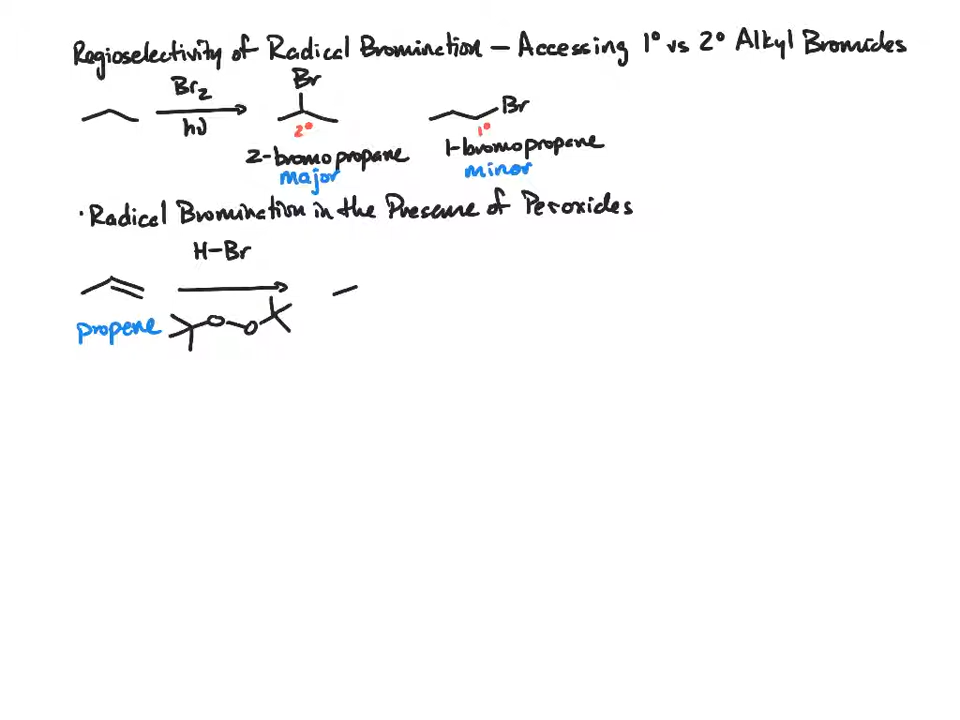 Regioselectivity of Radical Bromination – Accessing 1° vs 2° Alkyl Bromides
Br₂
hν
Br
2°
2-bromopropane
major
Br
1°
1-bromopropane
minor
·Radical Bromination in the Presence of Peroxides
H-Br
propene
O O